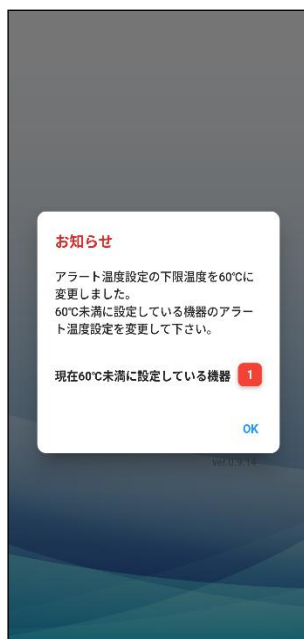 お知らせ
アラート温度設定の下限温度を60℃に
変更しました。
60℃未満に設定している機器のアラー
ト温度設定を変更して下さい。
現在60℃未満に設定している機器 1
OK
ver.0.9.14